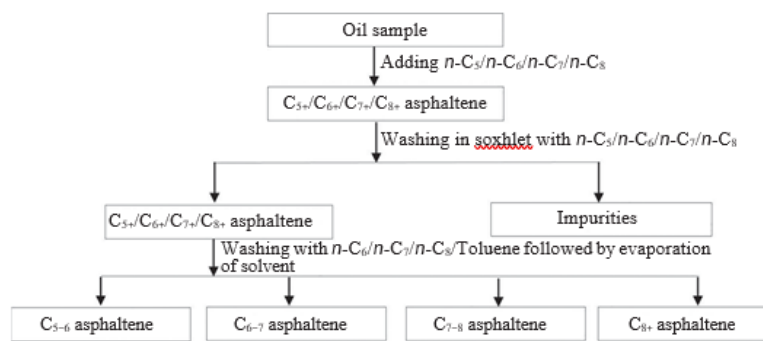 Oil sample
Adding n-C₅/n-C₆/n-C₇/n-C₈
C₅₊/C₆₊/C₇₊/C₈₊ asphaltene
Washing in soxhlet with n-C₅/n-C₆/n-C₇/n-C₈
C₅₊/C₆₊/C₇₊/C₈₊ asphaltene
Impurities
Washing with n-C₆/n-C₇/n-C₈/Toluene followed by evaporation
of solvent
C₅₋₆ asphaltene
C₆₋₇ asphaltene
C₇₋₈ asphaltene
C₈₊ asphaltene